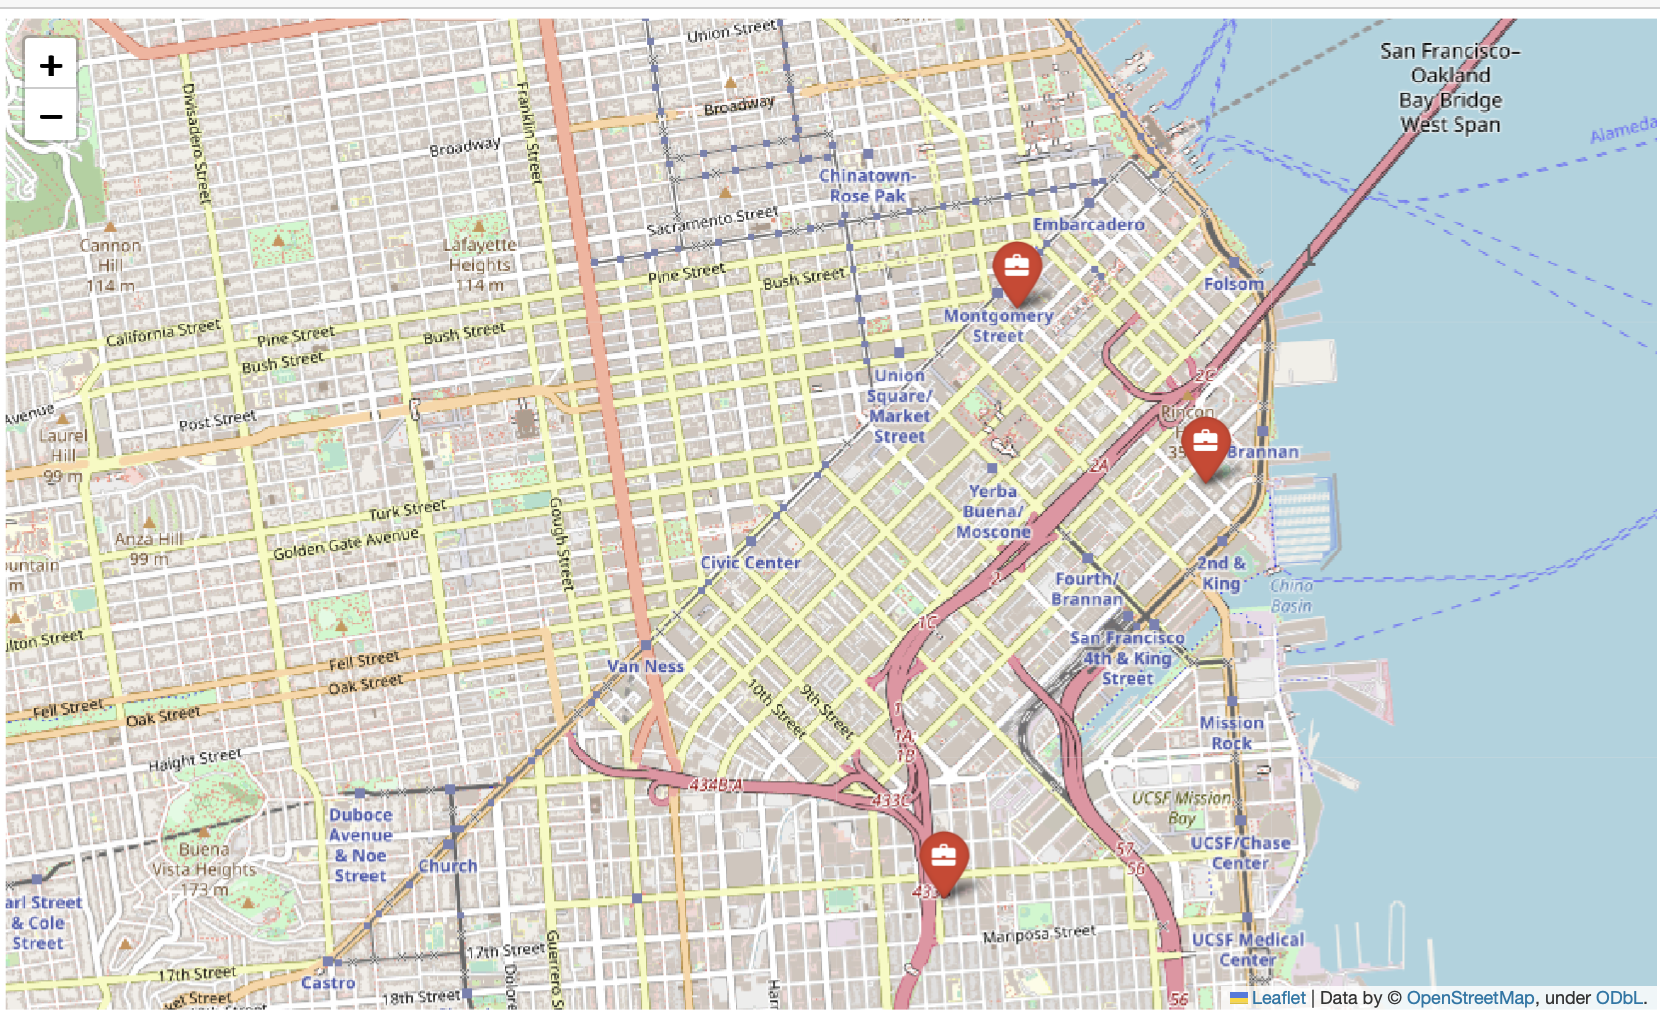 +
−
San Francisco–
Oakland
Bay Bridge
West Span
Alameda
Union Street
Broadway
Broadway
Divisadero Street
Franklin Street
Chinatown-
Rose Pak
Sacramento Street
Embarcadero
Cannon
Hill
114 m
Lafayette
Heights
114 m
Pine Street
Bush Street
Folsom
Montgomery
Street
California Street
Pine Street
Bush Street
Bush Street
Union
Square/
Market
Street
2C
Rincon
35
Brannan
Avenue
Post Street
Laurel
Hill
99 m
2A
Yerba
Buena/
Moscone
Turk Street
Golden Gate Avenue
Gough Street
Anza Hill
99 m
Civic Center
2
Fourth/
Brannan
2nd &
King
China
Basin
San Francisco
4th & King
Street
1C
Fell Street
Oak Street
Van Ness
Fell Street
Oak Street
10th Street
9th Street
1
1A
1B
Mission
Rock
Haight Street
434B;A
433C
UCSF Mission
Bay
Duboce
Avenue
& Noe
Street
Church
Buena
Vista Heights
173 m
57
56
UCSF/Chase
Center
433
arl Street
& Cole
Street
Mariposa Street
UCSF Medical
Center
17th Street
17th Street
Castro
18th Street
Guerrero S
Dolore
Har
56
Leaflet | Data by © OpenStreetMap, under ODbL.